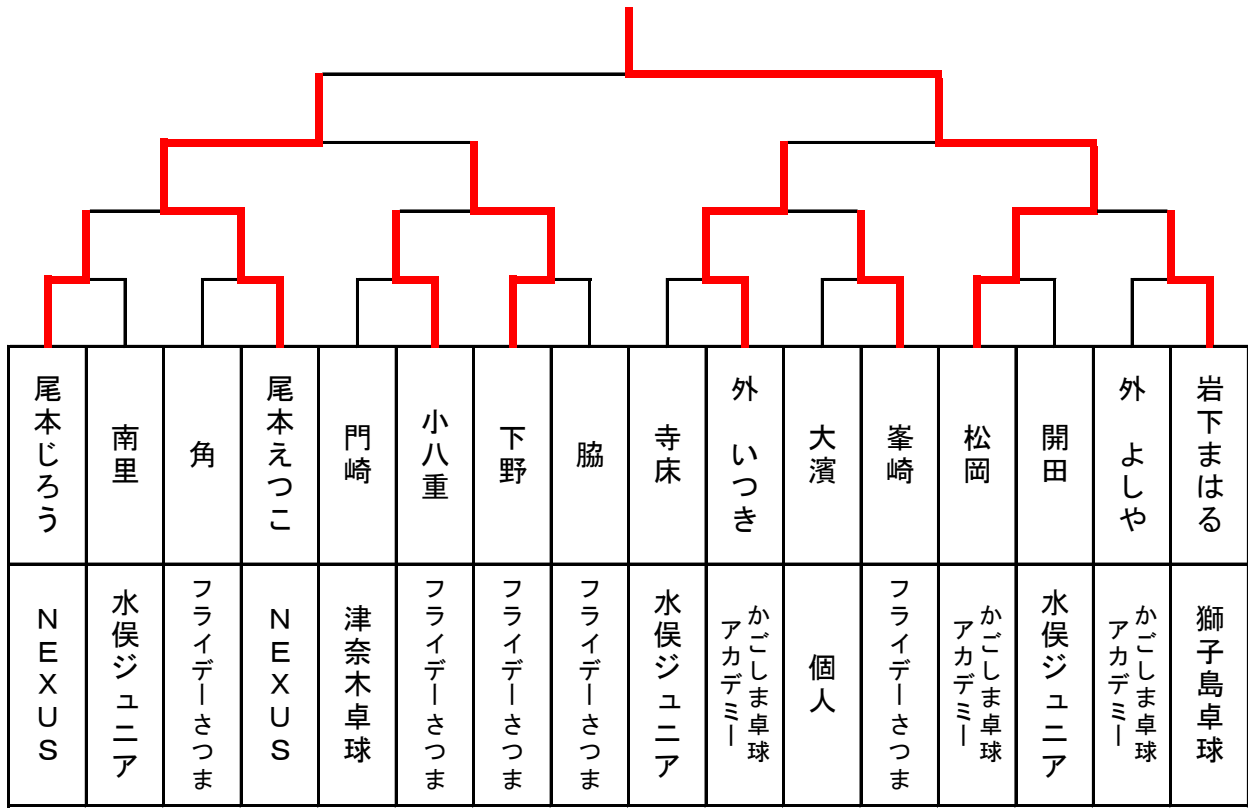 尾本じろう
南里
角
尾本えつこ
門崎
小八重
下野
脇
寺床
外　いつき
大濱
峯崎
松岡
開田
外　よしや
岩下まはる
ＮＥＸＵＳ
水俣ジュニア
フライデーさつま
ＮＥＸＵＳ
津奈木卓球
フライデーさつま
フライデーさつま
フライデーさつま
水俣ジュニア
かごしま卓球
アカデミー
個人
フライデーさつま
かごしま卓球
アカデミー
水俣ジュニア
かごしま卓球
アカデミー
獅子島卓球